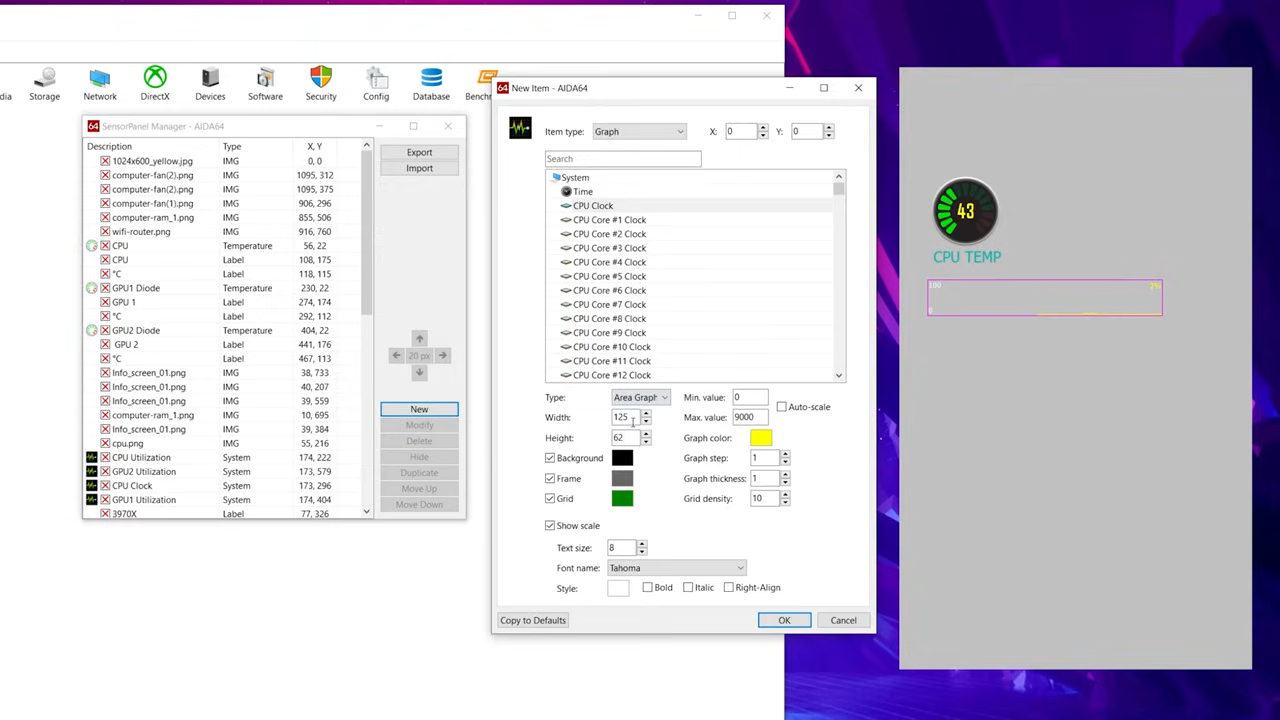 dia Storage Network DirectX Devices Software Security Config Database Bench
64 SensorPanel Manager - AIDA64
Description Type X, Y
1024x600_yellow.jpg IMG 0, 0
computer-fan(2).png IMG 1095, 312
computer-fan(2).png IMG 1095, 375
computer-fan(1).png IMG 906, 296
computer-ram_1.png IMG 855, 506
wifi-router.png IMG 916, 760
CPU Temperature 56, 22
CPU Label 108, 175
°C Label 118, 115
GPU1 Diode Temperature 230, 22
GPU 1 Label 274, 174
°C Label 292, 112
GPU2 Diode Temperature 404, 22
GPU 2 Label 441, 176
°C Label 467, 113
Info_screen_01.png IMG 38, 733
Info_screen_01.png IMG 40, 207
Info_screen_01.png IMG 39, 559
computer-ram_1.png IMG 10, 695
Info_screen_01.png IMG 39, 384
cpu.png IMG 55, 216
CPU Utilization System 174, 222
GPU2 Utilization System 173, 579
CPU Clock System 173, 296
GPU1 Utilization System 174, 404
3970X Label 77, 326
Export
Import
20 px
New
Modify
Delete
Hide
Duplicate
Move Up
Move Down
64 New Item - AIDA64
Item type: Graph X: 0 Y: 0
Search
System
Time
CPU Clock
CPU Core #1 Clock
CPU Core #2 Clock
CPU Core #3 Clock
CPU Core #4 Clock
CPU Core #5 Clock
CPU Core #6 Clock
CPU Core #7 Clock
CPU Core #8 Clock
CPU Core #9 Clock
CPU Core #10 Clock
CPU Core #11 Clock
CPU Core #12 Clock
Type: Area Graph Min. value: 0
Auto-scale
Width: 125 Max. value: 9000
Height: 62 Graph color:
Background Graph step: 1
Frame Graph thickness: 1
Grid Grid density: 10
Show scale
Text size: 8
Font name: Tahoma
Style: Bold Italic Right-Align
Copy to Defaults OK Cancel
43
CPU TEMP
100
0